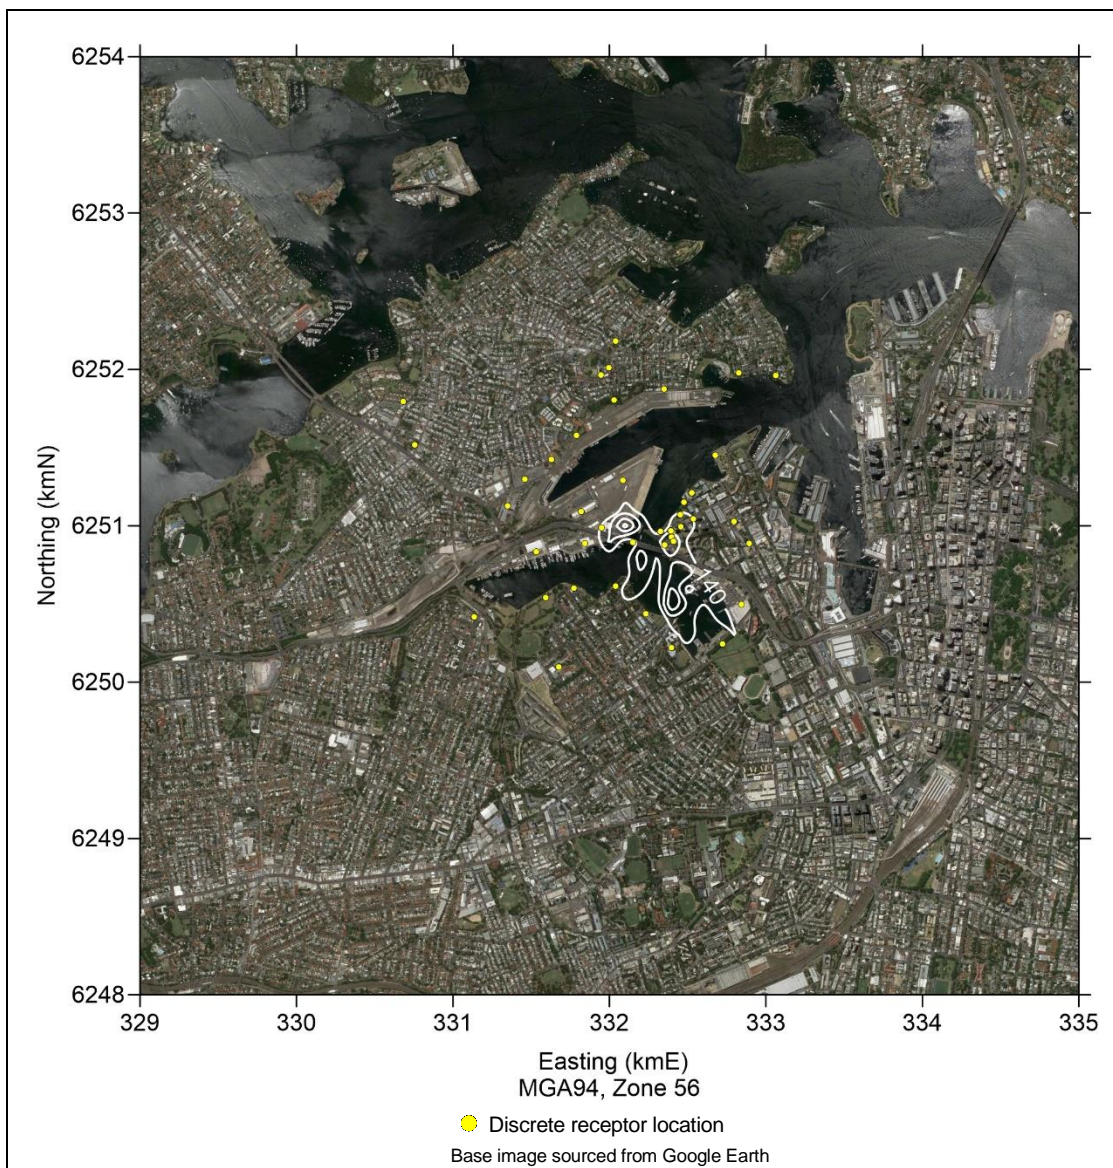 6254
6253
6252
6251
6250
6249
6248
Northing (kmN)
140
329 330 331 332 333 334 335
Easting (kmE)
MGA94, Zone 56
Discrete receptor location
Base image sourced from Google Earth